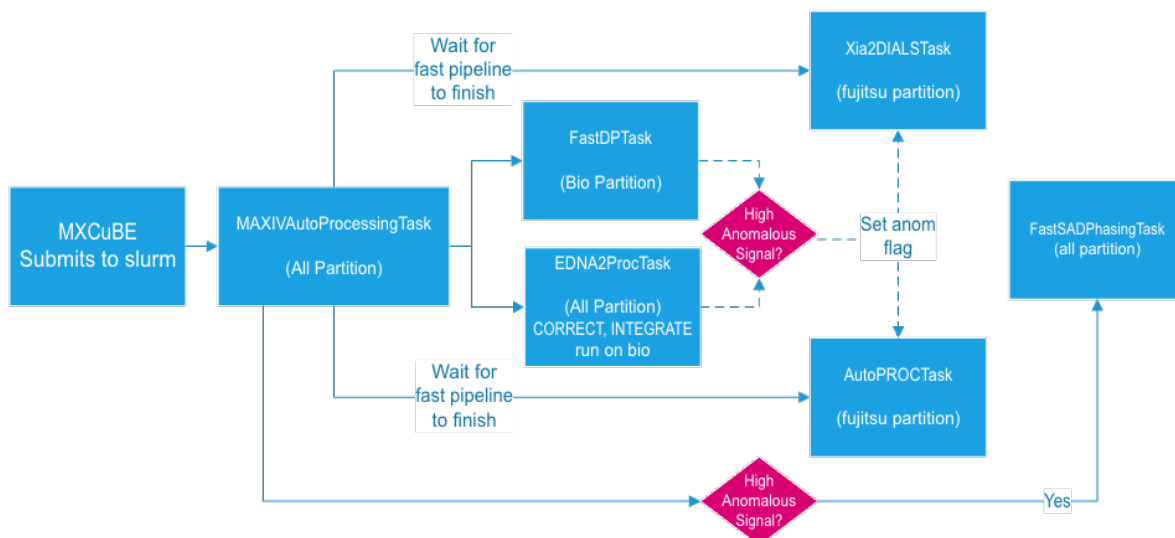 Wait for
fast pipeline
to finish
Xia2DIALSTask
(fujitsu partition)
FastDPTask
(Bio Partition)
MXCuBE
Submits to slurm
MAXIVAutoProcessingTask
(All Partition)
High
Anomalous
Signal?
Set anom
flag
FastSADPhasingTask
(all partition)
EDNA2ProcTask
(All Partition)
CORRECT, INTEGRATE
run on bio
Wait for
fast pipeline
to finish
AutoPROCTask
(fujitsu partition)
High
Anomalous
Signal?
Yes